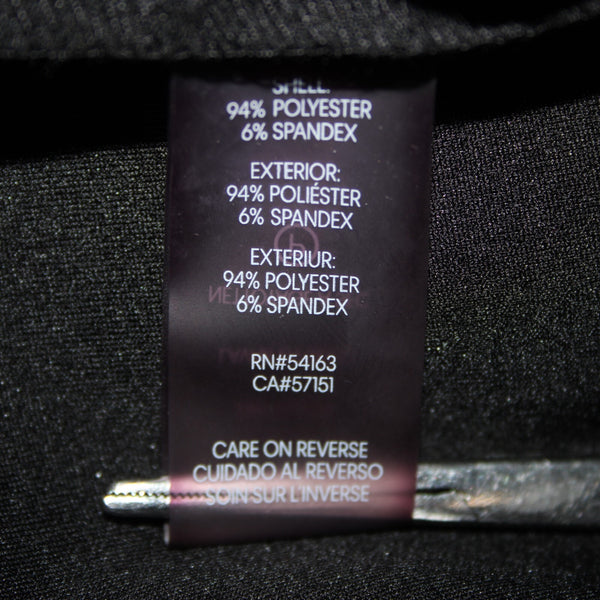 SHELL:
94% POLYESTER
6% SPANDEX
EXTERIOR:
94% POLIÉSTER
6% SPANDEX
EXTERIUR:
94% POLYESTER
6% SPANDEX
RN#54163
CA#57151
CARE ON REVERSE
CUIDADO AL REVERSO
SOIN SUR L'INVERSE